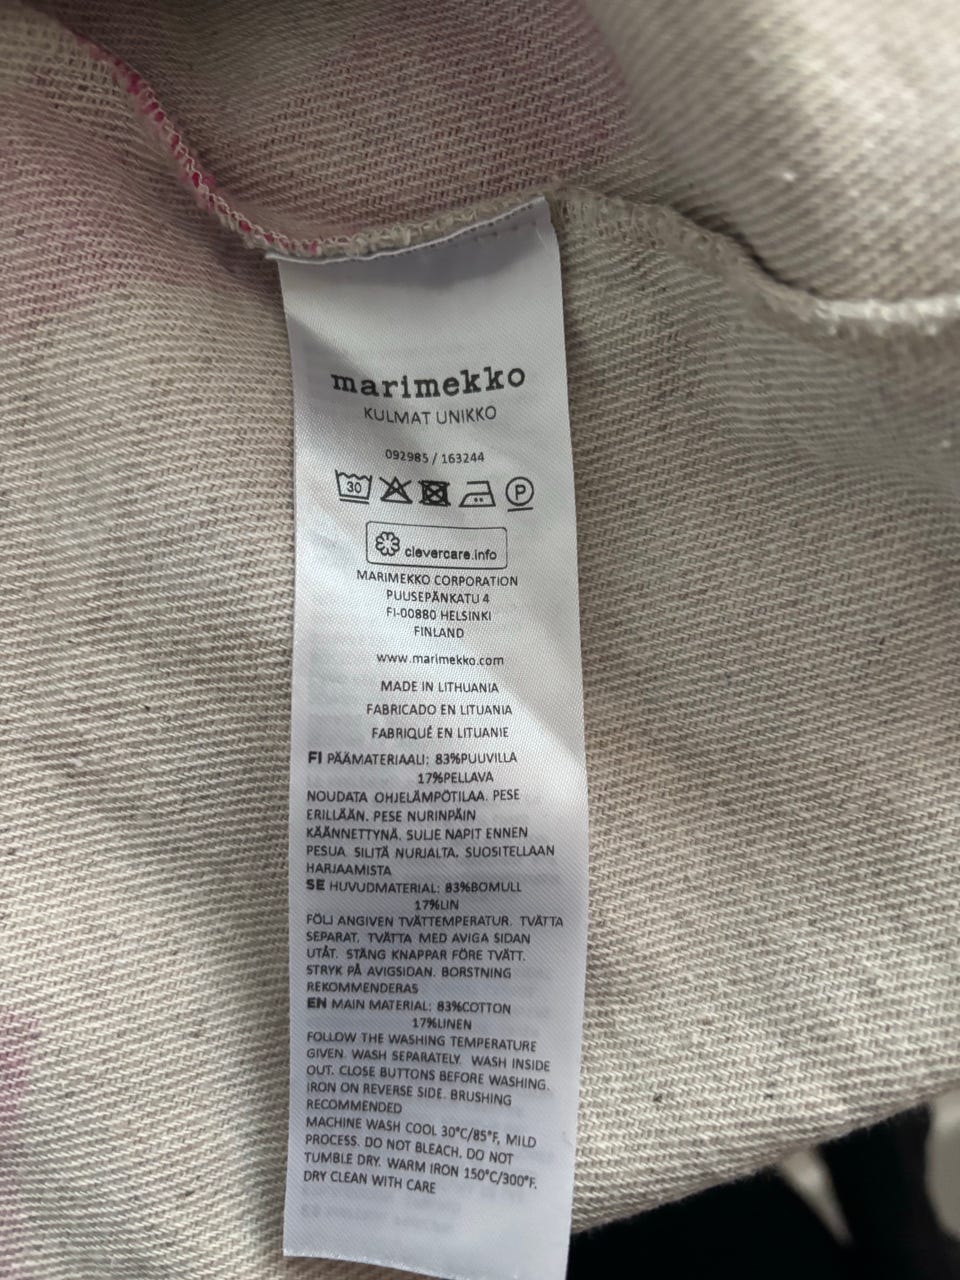 marimekko
KULMAT UNIKKO
092985 / 163244
30 P
clevercare.info
MARIMEKKO CORPORATION
PUUSEPÄNKATU 4
FI-00880 HELSINKI
FINLAND
www.marimekko.com
MADE IN LITHUANIA
FABRICADO EN LITUANIA
FABRIQUÉ EN LITUANIE
FI PÄÄMATERIAALI: 83%PUUVILLA
17%PELLAVA
NOUDATA OHJELÄMPÖTILAA. PESE
ERILLÄÄN. PESE NURINPÄIN
KÄÄNNETTYNÄ. SULJE NAPIT ENNEN
PESUA. SILITÄ NURJALTA. SUOSITELLAAN
HARJAAMISTA
SE HUVUDMATERIAL: 83%BOMULL
17%LIN
FÖLJ ANGIVEN TVÄTTEMPERATUR. TVÄTTA
SEPARAT. TVÄTTA MED AVIGA SIDAN
UTÅT. STÄNG KNAPPAR FÖRE TVÄTT.
STRYK PÅ AVIGSIDAN. BORSTNING
REKOMMENDERAS
EN MAIN MATERIAL: 83%COTTON
17%LINEN
FOLLOW THE WASHING TEMPERATURE
GIVEN. WASH SEPARATELY. WASH INSIDE
OUT. CLOSE BUTTONS BEFORE WASHING.
IRON ON REVERSE SIDE. BRUSHING
RECOMMENDED
MACHINE WASH COOL 30°C/85°F, MILD
PROCESS. DO NOT BLEACH. DO NOT
TUMBLE DRY. WARM IRON 150°C/300°F.
DRY CLEAN WITH CARE